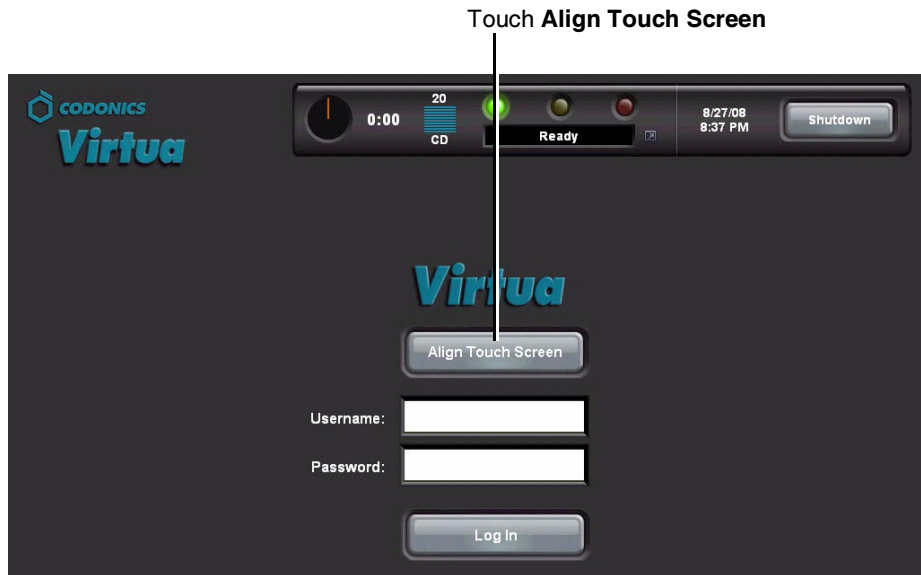 Touch Align Touch Screen
CODONICS
Virtua
0:00
20
CD
Ready
8/27/08
8:37 PM
Shutdown
Virtua
Align Touch Screen
Username:
Password:
Log In